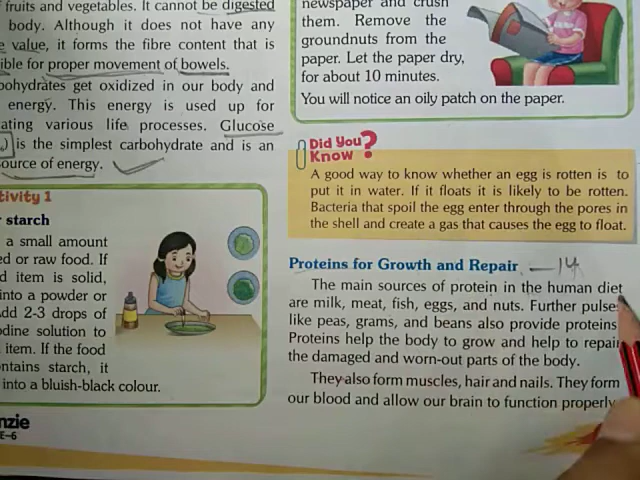 fruits and vegetables. It cannot be digested
body. Although it does not have any
value, it forms the fibre content that is
ible for proper movement of bowels.
bohydrates get oxidized in our body and
energy. This energy is used up for
ating various life processes. Glucose
) is the simplest carbohydrate and is an
source of energy.
tivity 1
starch
a small amount
ed or raw food. If
d item is solid,
into a powder or
Add 2-3 drops of
odine solution to
item. If the food
ntains starch, it
into a bluish-black colour.
nzie
E-6
newspaper and crush
them. Remove the
groundnuts from the
paper. Let the paper dry,
for about 10 minutes.
You will notice an oily patch on the paper.
Did You
Know?
A good way to know whether an egg is rotten is to
put it in water. If it floats it is likely to be rotten.
Bacteria that spoil the egg enter through the pores in
the shell and create a gas that causes the egg to float.
Proteins for Growth and Repair —14
The main sources of protein in the human diet
are milk, meat, fish, eggs, and nuts. Further pulses
like peas, grams, and beans also provide proteins
Proteins help the body to grow and help to repair
the damaged and worn-out parts of the body.
They also form muscles, hair and nails. They form
our blood and allow our brain to function properly